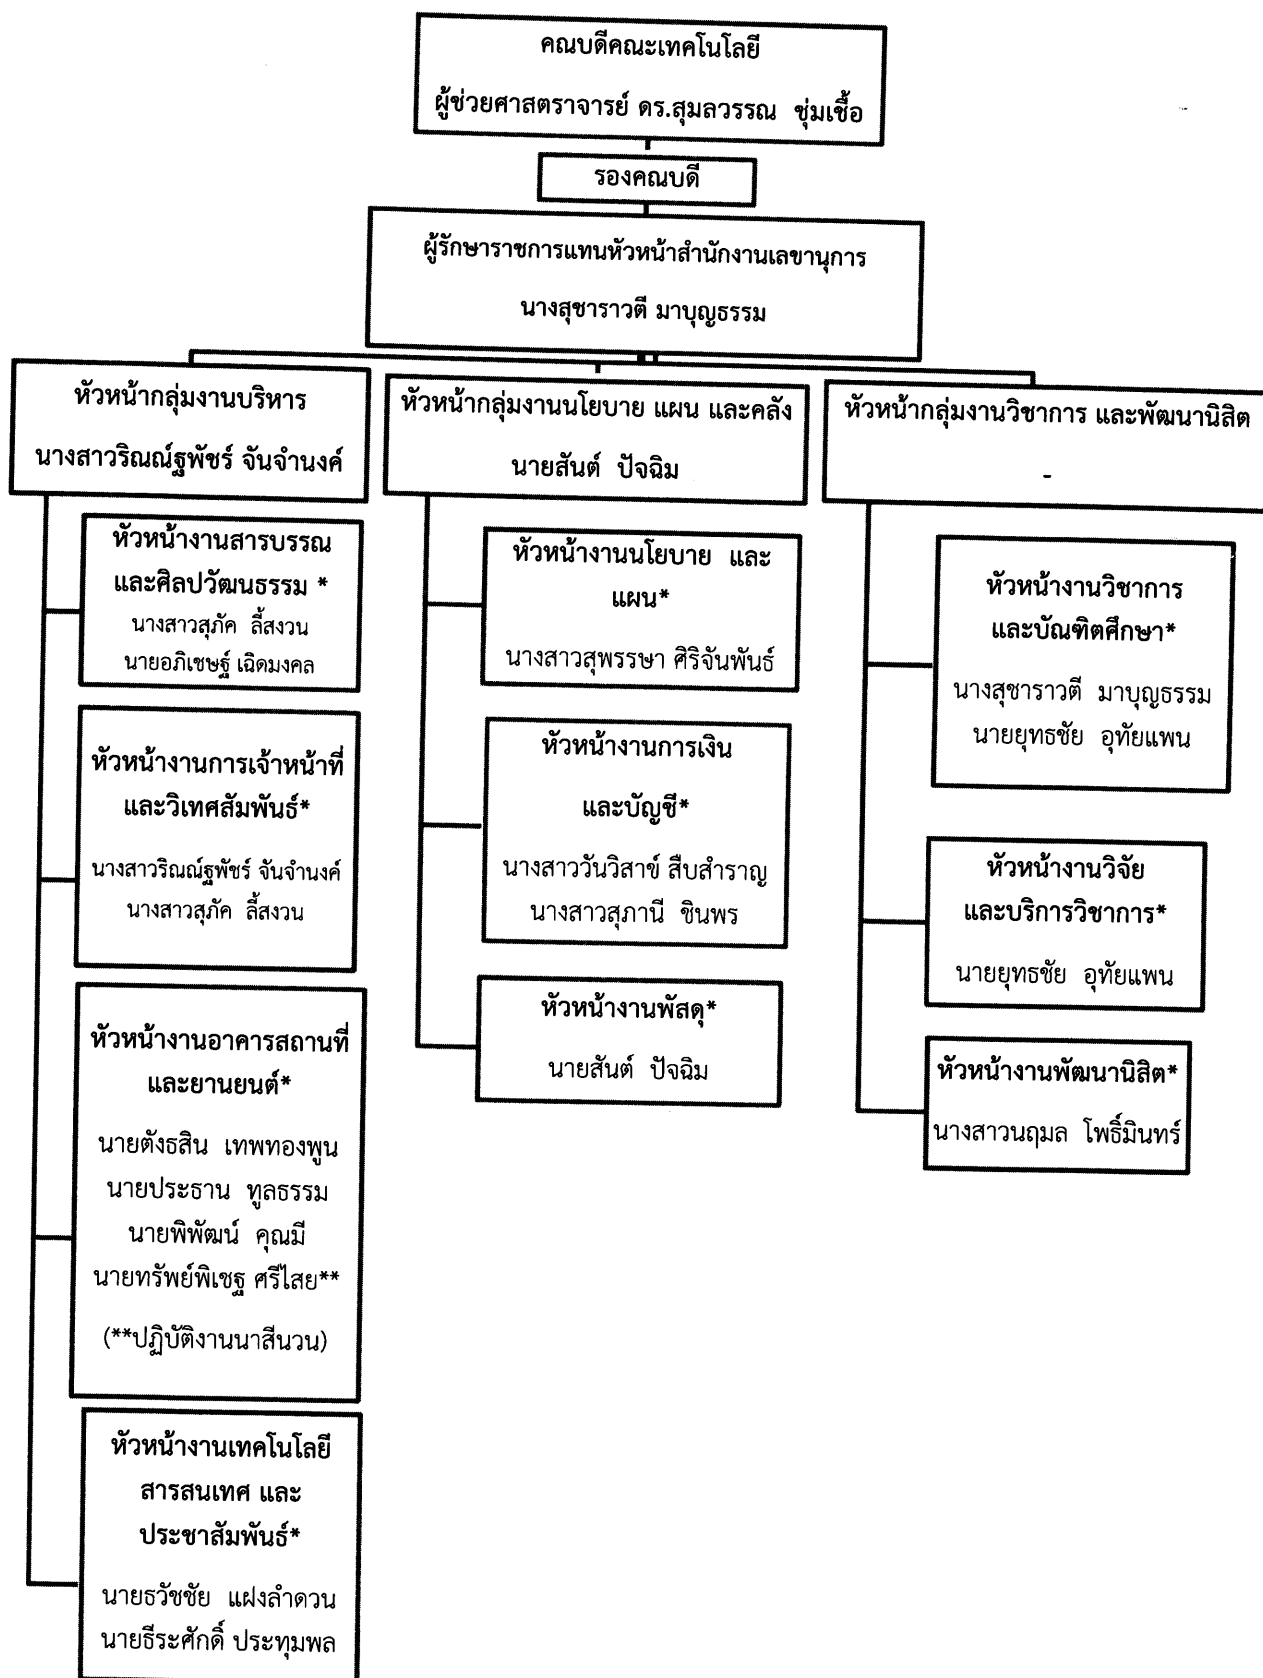 คณบดีคณะเทคโนโลยี
ผู้ช่วยศาสตราจารย์ ดร.สุมลวรรณ ชุ่มเชื้อ
รองคณบดี
ผู้รักษาราชการแทนหัวหน้าสำนักงานเลขานุการ
นางสุชาราวตี มาบุญธรรม
หัวหน้ากลุ่มงานบริหาร
นางสาวริณณ์ฐพัชร์ จันจำนงค์
หัวหน้างานสารบรรณ
และศิลปวัฒนธรรม *
นางสาวสุภัค ลี้สงวน
นายอภิเชษฐ์ เฉิดมงคล
หัวหน้างานการเจ้าหน้าที่
และวิเทศสัมพันธ์*
นางสาวริณณ์ฐพัชร์ จันจำนงค์
นางสาวสุภัค ลี้สงวน
หัวหน้างานอาคารสถานที่
และยานยนต์*
นายตังธสิน เทพทองพูน
นายประธาน ทูลธรรม
นายพิพัฒน์ คุณมี
นายทรัพย์พิเชฐ ศรีไสย**
(**ปฏิบัติงานนาสีนวน)
หัวหน้างานเทคโนโลยี
สารสนเทศ และ
ประชาสัมพันธ์*
นายธวัชชัย แฝงลำดวน
นายธีระศักดิ์ ประทุมพล
หัวหน้ากลุ่มงานนโยบาย แผน และคลัง
นายสันต์ ปัจฉิม
หัวหน้างานนโยบาย และ
แผน*
นางสาวสุพรรษา ศิริจันพันธ์
หัวหน้างานการเงิน
และบัญชี*
นางสาววันวิสาข์ สืบสำราญ
นางสาวสุภานี ชินพร
หัวหน้างานพัสดุ*
นายสันต์ ปัจฉิม
หัวหน้ากลุ่มงานวิชาการ และพัฒนานิสิต
-
หัวหน้างานวิชาการ
และบัณฑิตศึกษา*
นางสุชาราวตี มาบุญธรรม
นายยุทธชัย อุทัยแพน
หัวหน้างานวิจัย
และบริการวิชาการ*
นายยุทธชัย อุทัยแพน
หัวหน้างานพัฒนานิสิต*
นางสาวนฤมล โพธิ์มินทร์